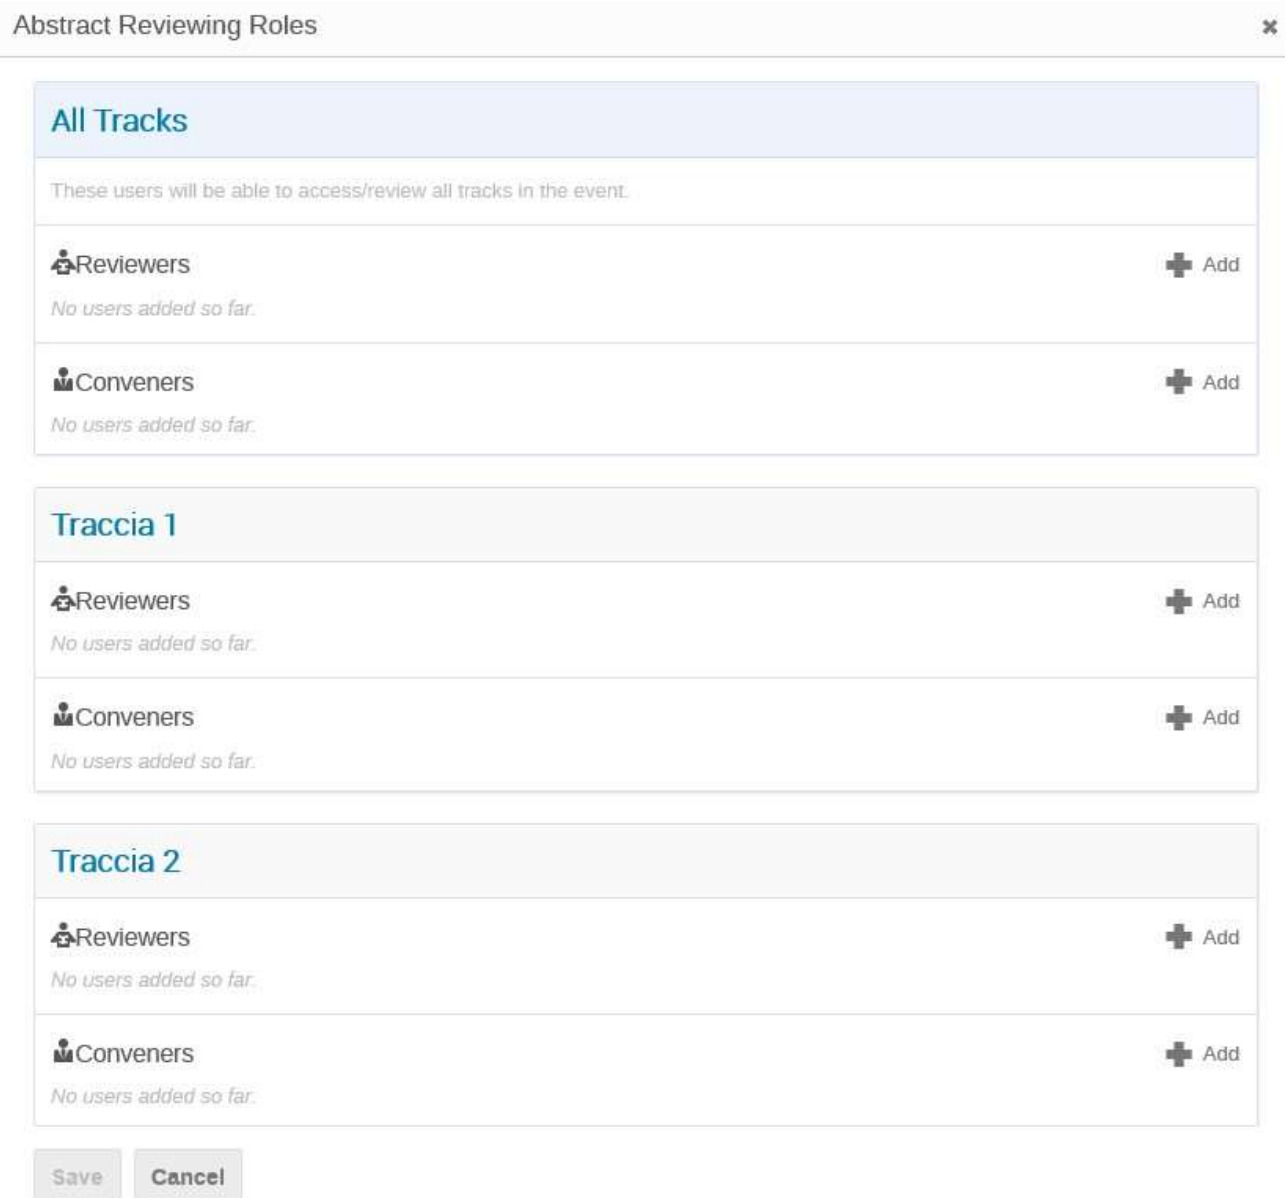 Abstract Reviewing Roles
All Tracks
These users will be able to access/review all tracks in the event.
Reviewers
Add
No users added so far.
Conveners
Add
No users added so far.
Traccia 1
Reviewers
Add
No users added so far.
Conveners
Add
No users added so far.
Traccia 2
Reviewers
Add
No users added so far.
Conveners
Add
No users added so far.
Save Cancel